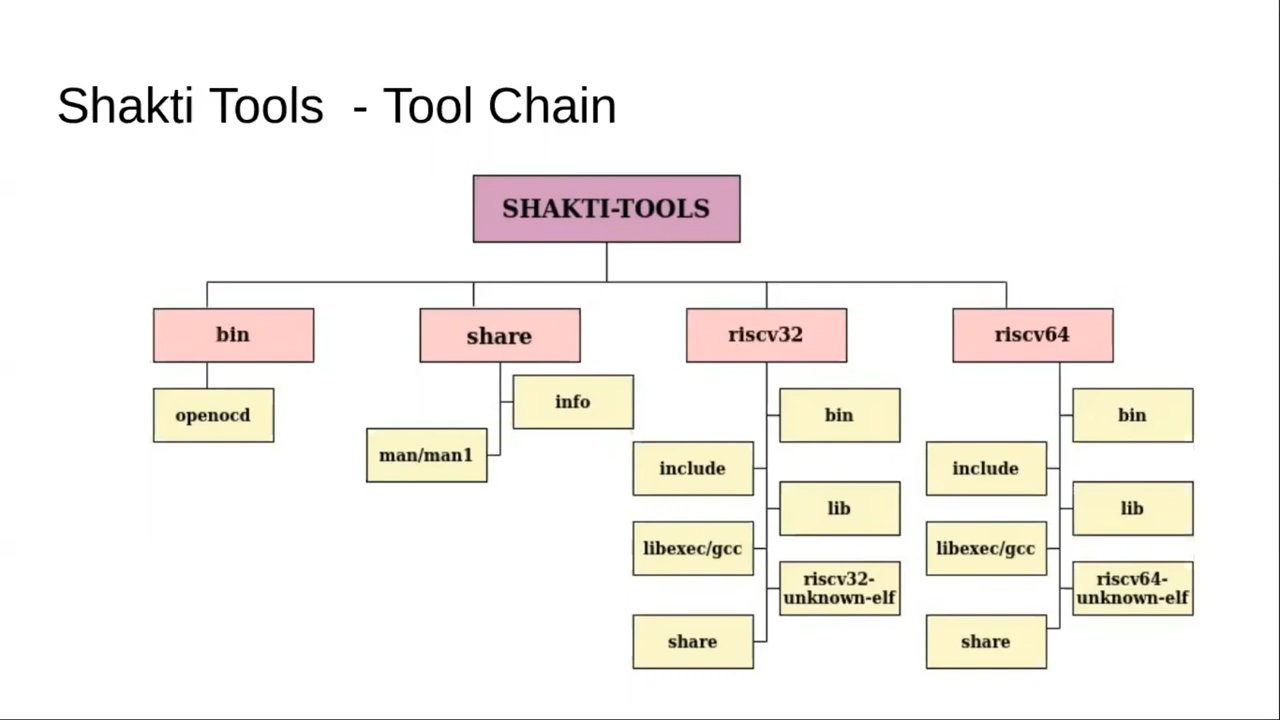 Shakti Tools  - Tool Chain
SHAKTI-TOOLS
bin
share
riscv32
riscv64
openocd
info
man/man1
bin
include
lib
libexec/gcc
riscv32-
unknown-elf
share
bin
include
lib
libexec/gcc
riscv64-
unknown-elf
share